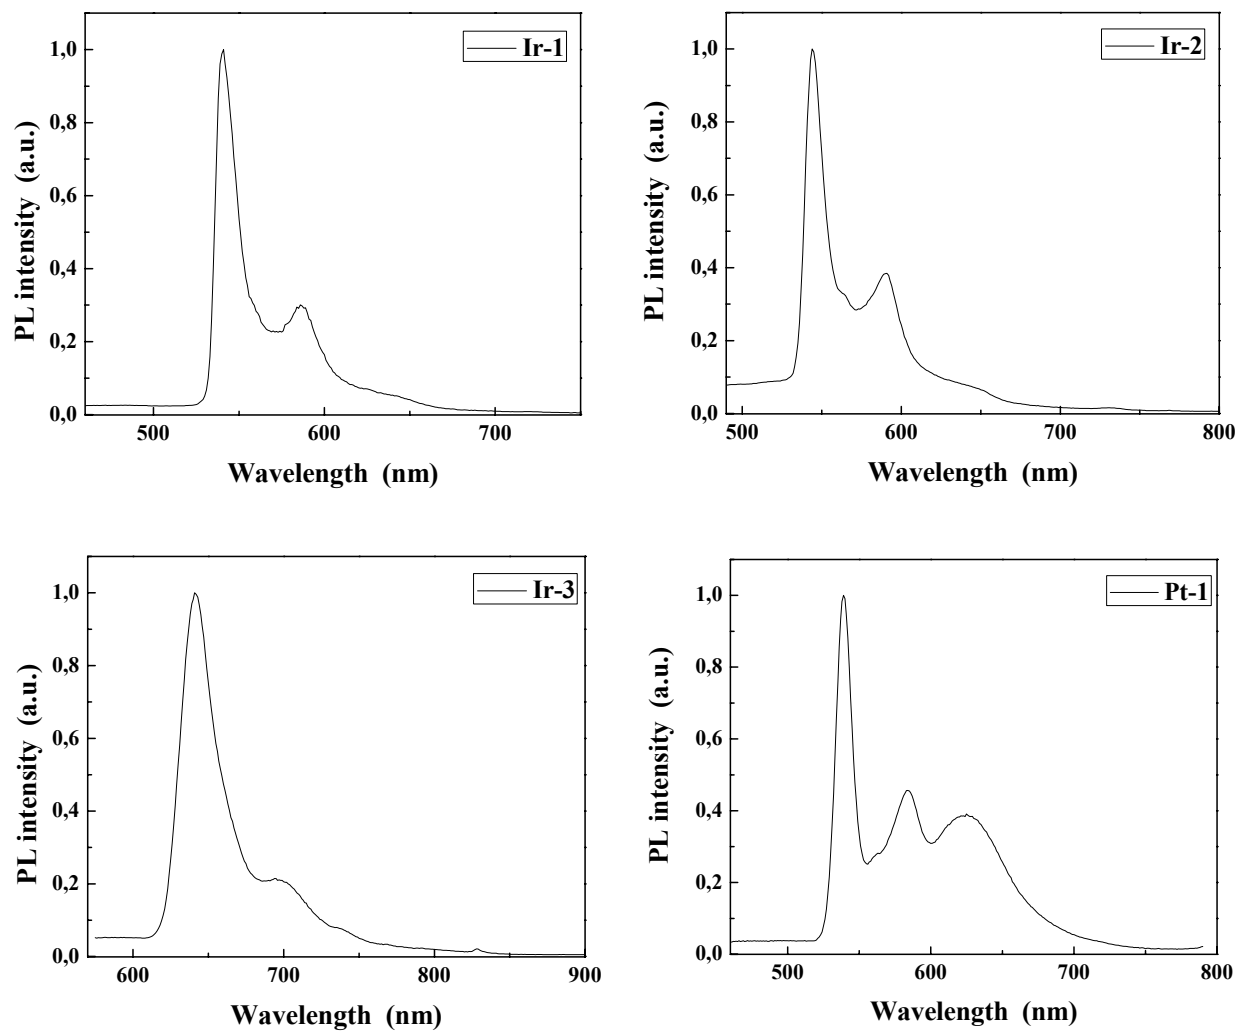 Ir-1
PL intensity (a.u.)
1,0
0,8
0,6
0,4
0,2
0,0
500 600 700
Wavelength (nm)
Ir-2
PL intensity (a.u.)
1,0
0,8
0,6
0,4
0,2
0,0
500 600 700 800
Wavelength (nm)
Ir-3
PL intensity (a.u.)
1,0
0,8
0,6
0,4
0,2
0,0
600 700 800 900
Wavelength (nm)
Pt-1
PL intensity (a.u.)
1,0
0,8
0,6
0,4
0,2
0,0
500 600 700 800
Wavelength (nm)